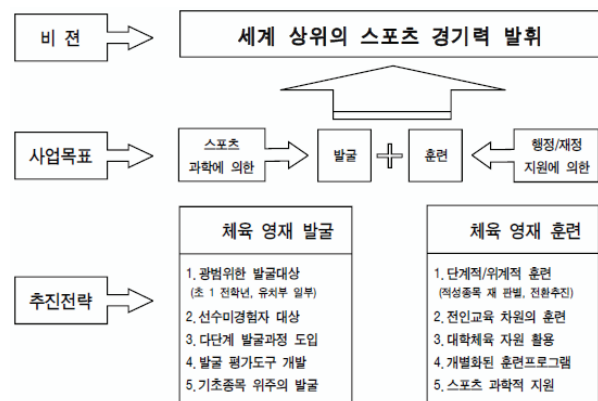 비 젼
세계 상위의 스포츠 경기력 발휘
사업목표
스포츠
과학에 의한
발굴
훈련
행정/재정
지원에 의한
추진전략
체육 영재 발굴
1. 광범위한 발굴대상
(초 1 전학년, 유치부 일부)
2. 선수미경험자 대상
3. 다단계 발굴과정 도입
4. 발굴 평가도구 개발
5. 기초종목 위주의 발굴
체육 영재 훈련
1. 단계적/위계적 훈련
(적성종목 재 판별, 전환추진)
2. 전인교육 차원의 훈련
3. 대학체육 자원 활용
4. 개별화된 훈련프로그램
5. 스포츠 과학적 지원